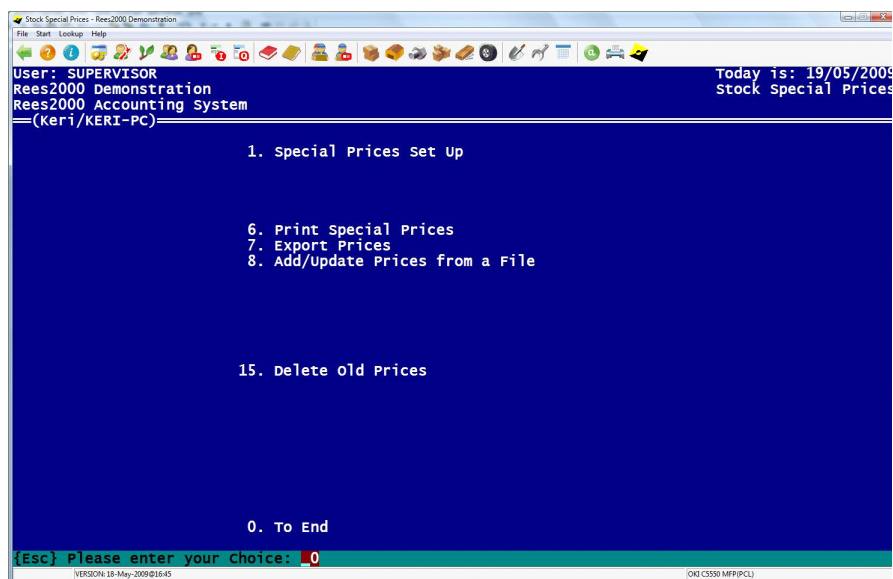 Stock Special Prices - Rees2000 Demonstration
File Start Lookup Help
User: SUPERVISOR Today is: 19/05/2009
Rees2000 Demonstration Stock Special Prices
Rees2000 Accounting System
(Keri/KERI-PC)
1. Special Prices Set Up
6. Print Special Prices
7. Export Prices
8. Add/Update Prices from a File
15. Delete Old Prices
0. To End
{Esc} Please enter your Choice: _0
VERSION: 18-May-2009@16:45 OKI C5550 MFP(PCL)